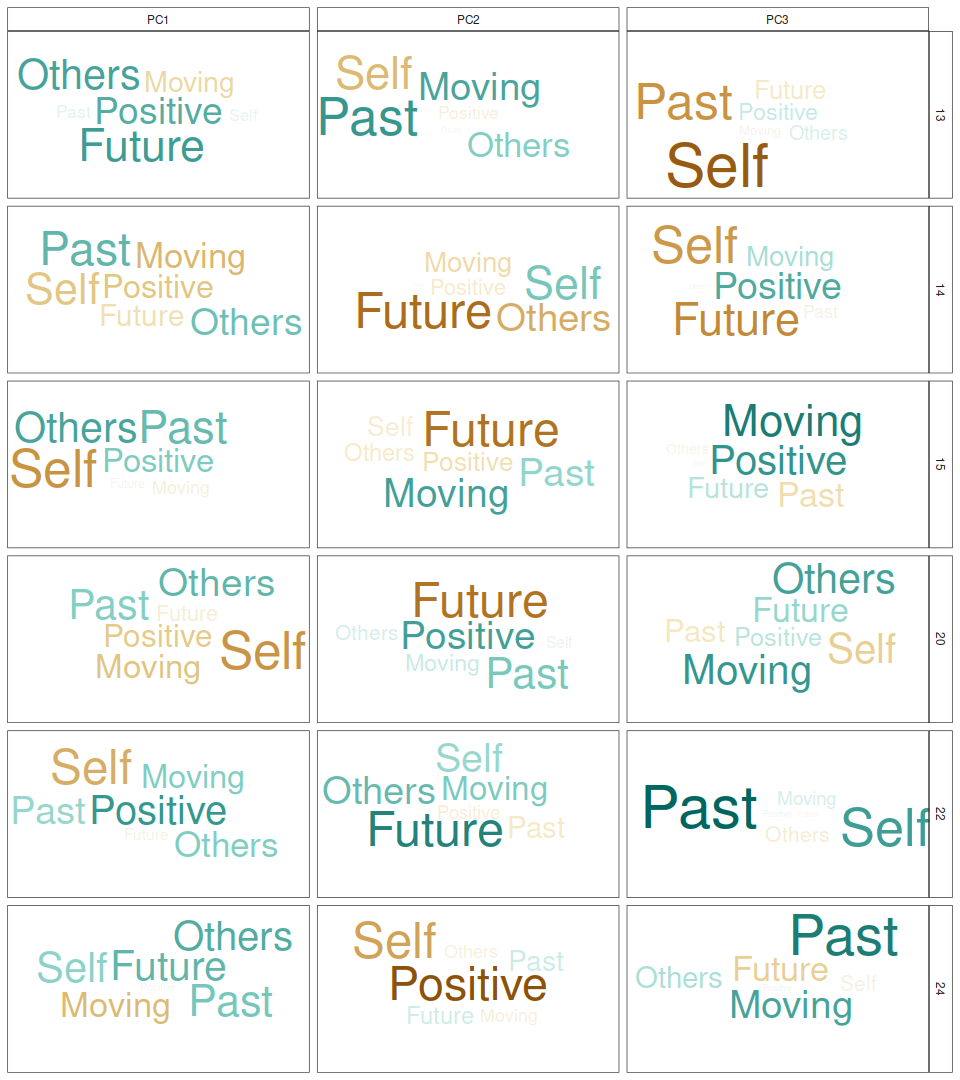 PC1 PC2 PC3
Others Moving
Past Positive Self
Future
Self Moving
Past Positive
Others
Past Future
Positive
Moving Others
Self
13
Past Moving
Self Positive
Future Others
Moving Self
Positive
Future Others
Self Moving
Positive
Future Past
14
Others Past
Self Positive
Future Moving
Self Future
Others Positive Past
Moving
Moving
Others Positive
Future Past
15
Others
Past Future
Positive Self
Moving
Future
Others Positive Self
Moving Past
Others
Future
Past Positive Self
Moving
20
Self Moving
Past Positive
Future Others
Self
Others Moving
Positive
Future Past
Past Moving
Others Self
22
Others
Self Future
Moving Past
Self Others Past
Positive
Future Moving
Past
Others Future Self
Moving
24